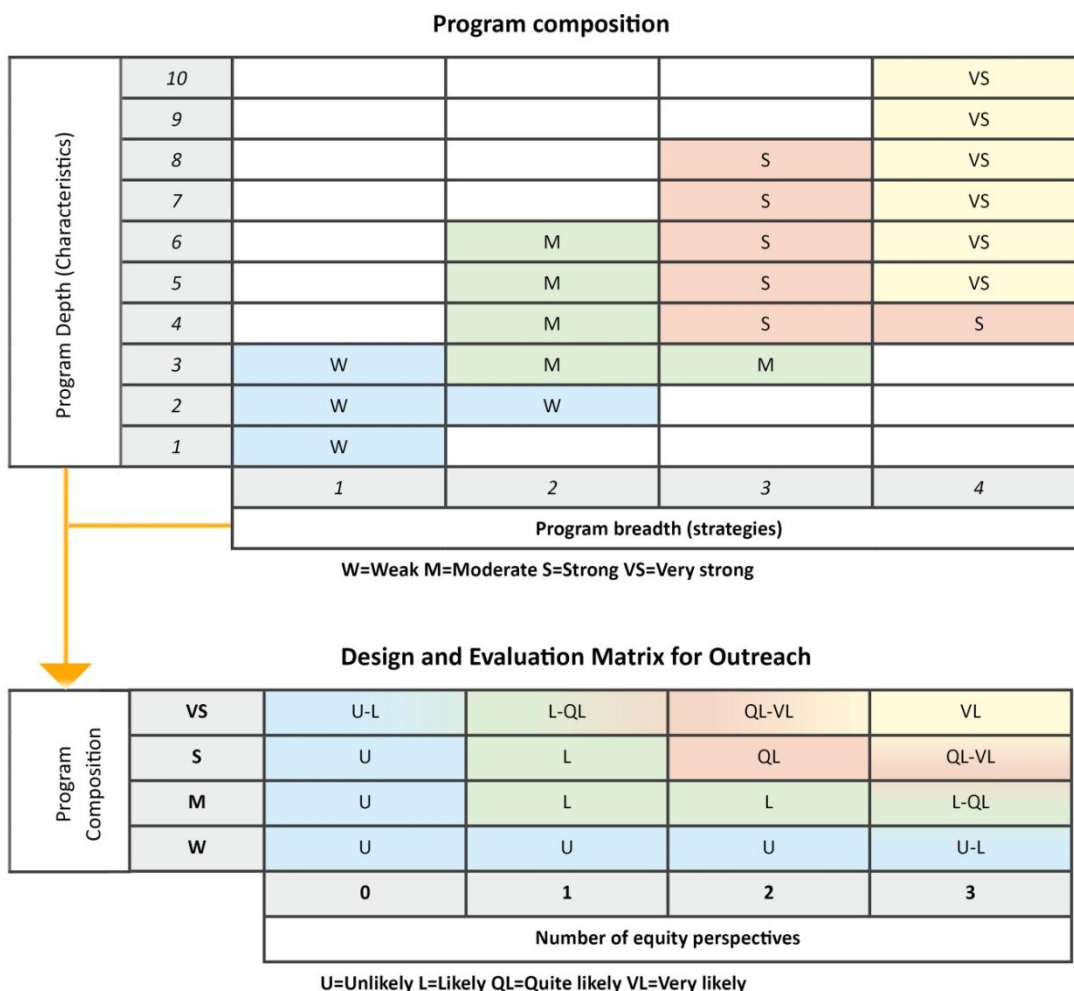 Program composition
Program Depth (Characteristics)
10 VS
9 VS
8 S VS
7 S VS
6 M S VS
5 M S VS
4 M S S
3 W M M
2 W W
1 W
1 2 3 4
Program breadth (strategies)
W=Weak M=Moderate S=Strong VS=Very strong
Design and Evaluation Matrix for Outreach
Program
Composition
VS U-L L-QL QL-VL VL
S U L QL QL-VL
M U L L L-QL
W U U U U-L
0 1 2 3
Number of equity perspectives
U=Unlikely L=Likely QL=Quite likely VL=Very likely